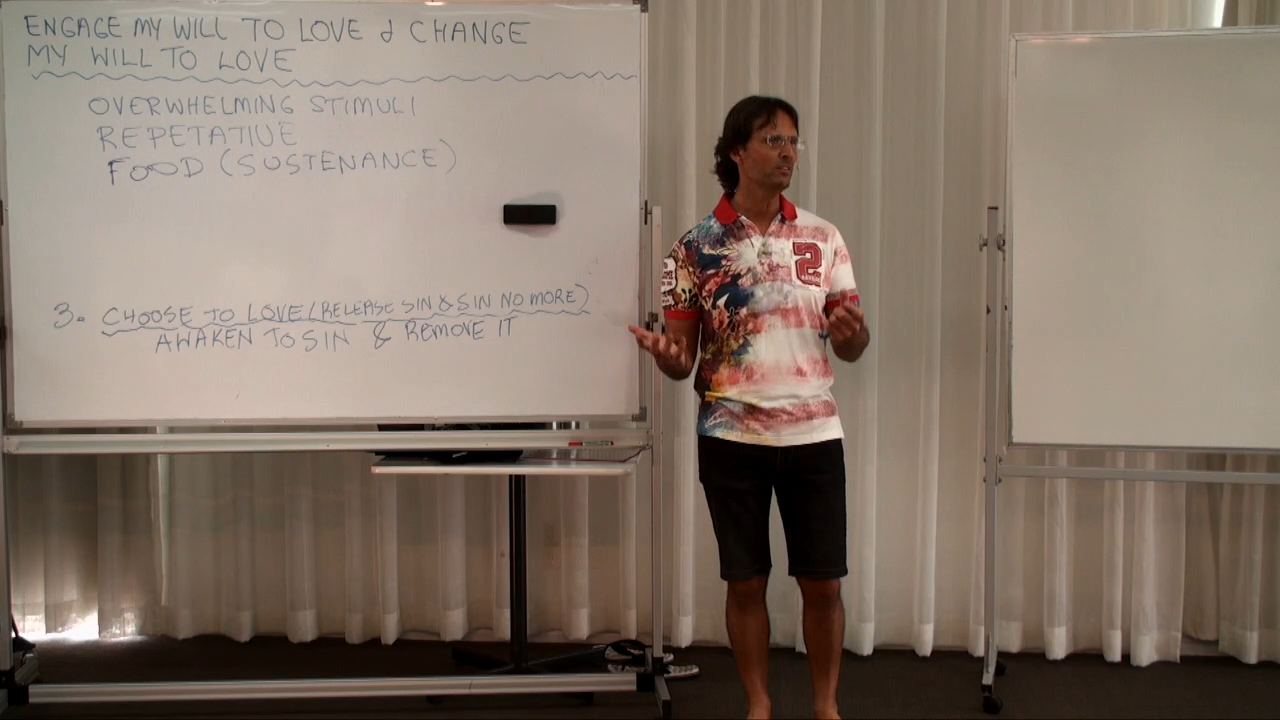 ENGAGE MY WILL TO LOVE & CHANGE
MY WILL TO LOVE
OVERWHELMING STIMULI
REPETATIVE
FOOD (SUSTENANCE)
3. CHOOSE TO LOVE (RELEASE SIN & SIN NO MORE)
AWAKEN TO SIN & REMOVE IT
2